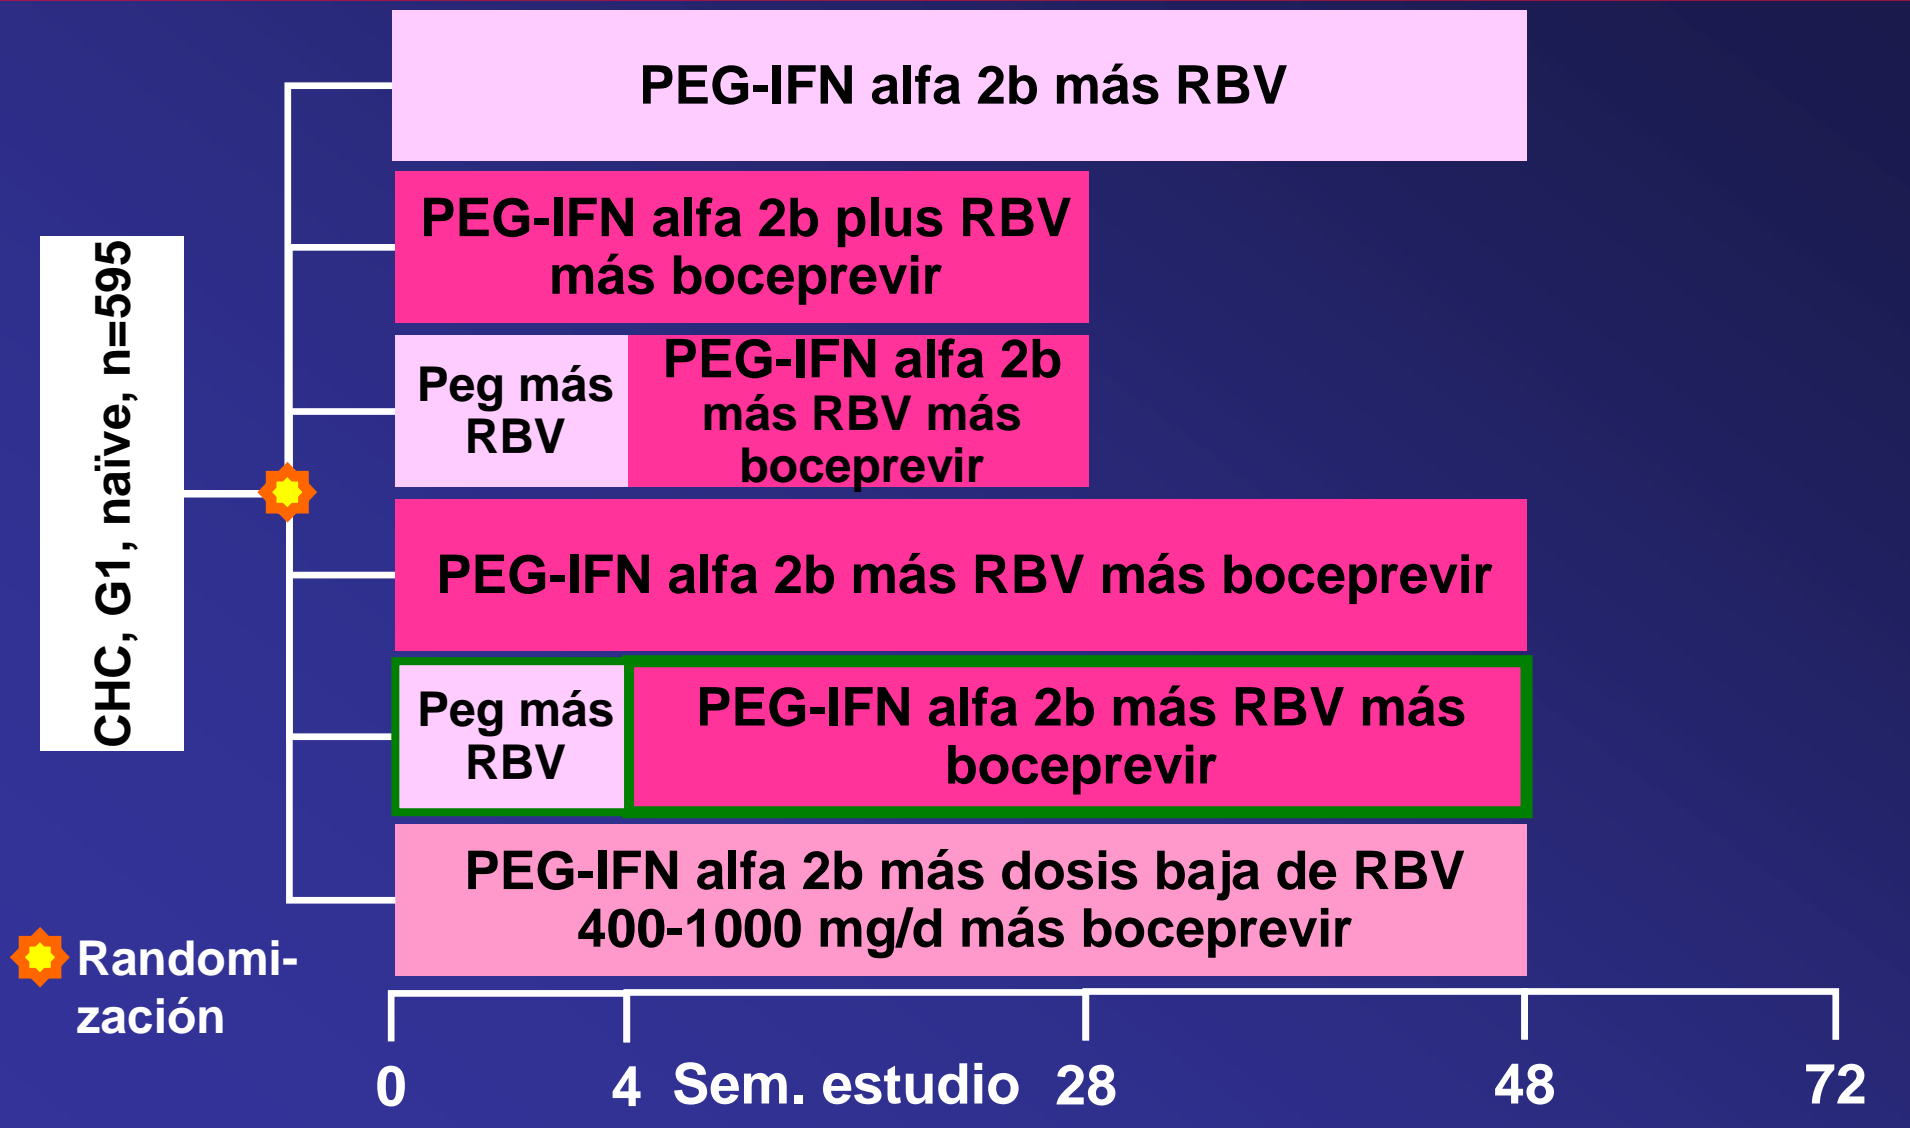 PEG-IFN alfa 2b más RBV
PEG-IFN alfa 2b plus RBV
más boceprevir
CHC, G1, naïve, n=595
Peg más
RBV
PEG-IFN alfa 2b
más RBV más
boceprevir
PEG-IFN alfa 2b más RBV más boceprevir
Peg más
RBV
PEG-IFN alfa 2b más RBV más
boceprevir
PEG-IFN alfa 2b más dosis baja de RBV
400-1000 mg/d más boceprevir
Randomi-
zación
0 4 Sem. estudio 28 48 72